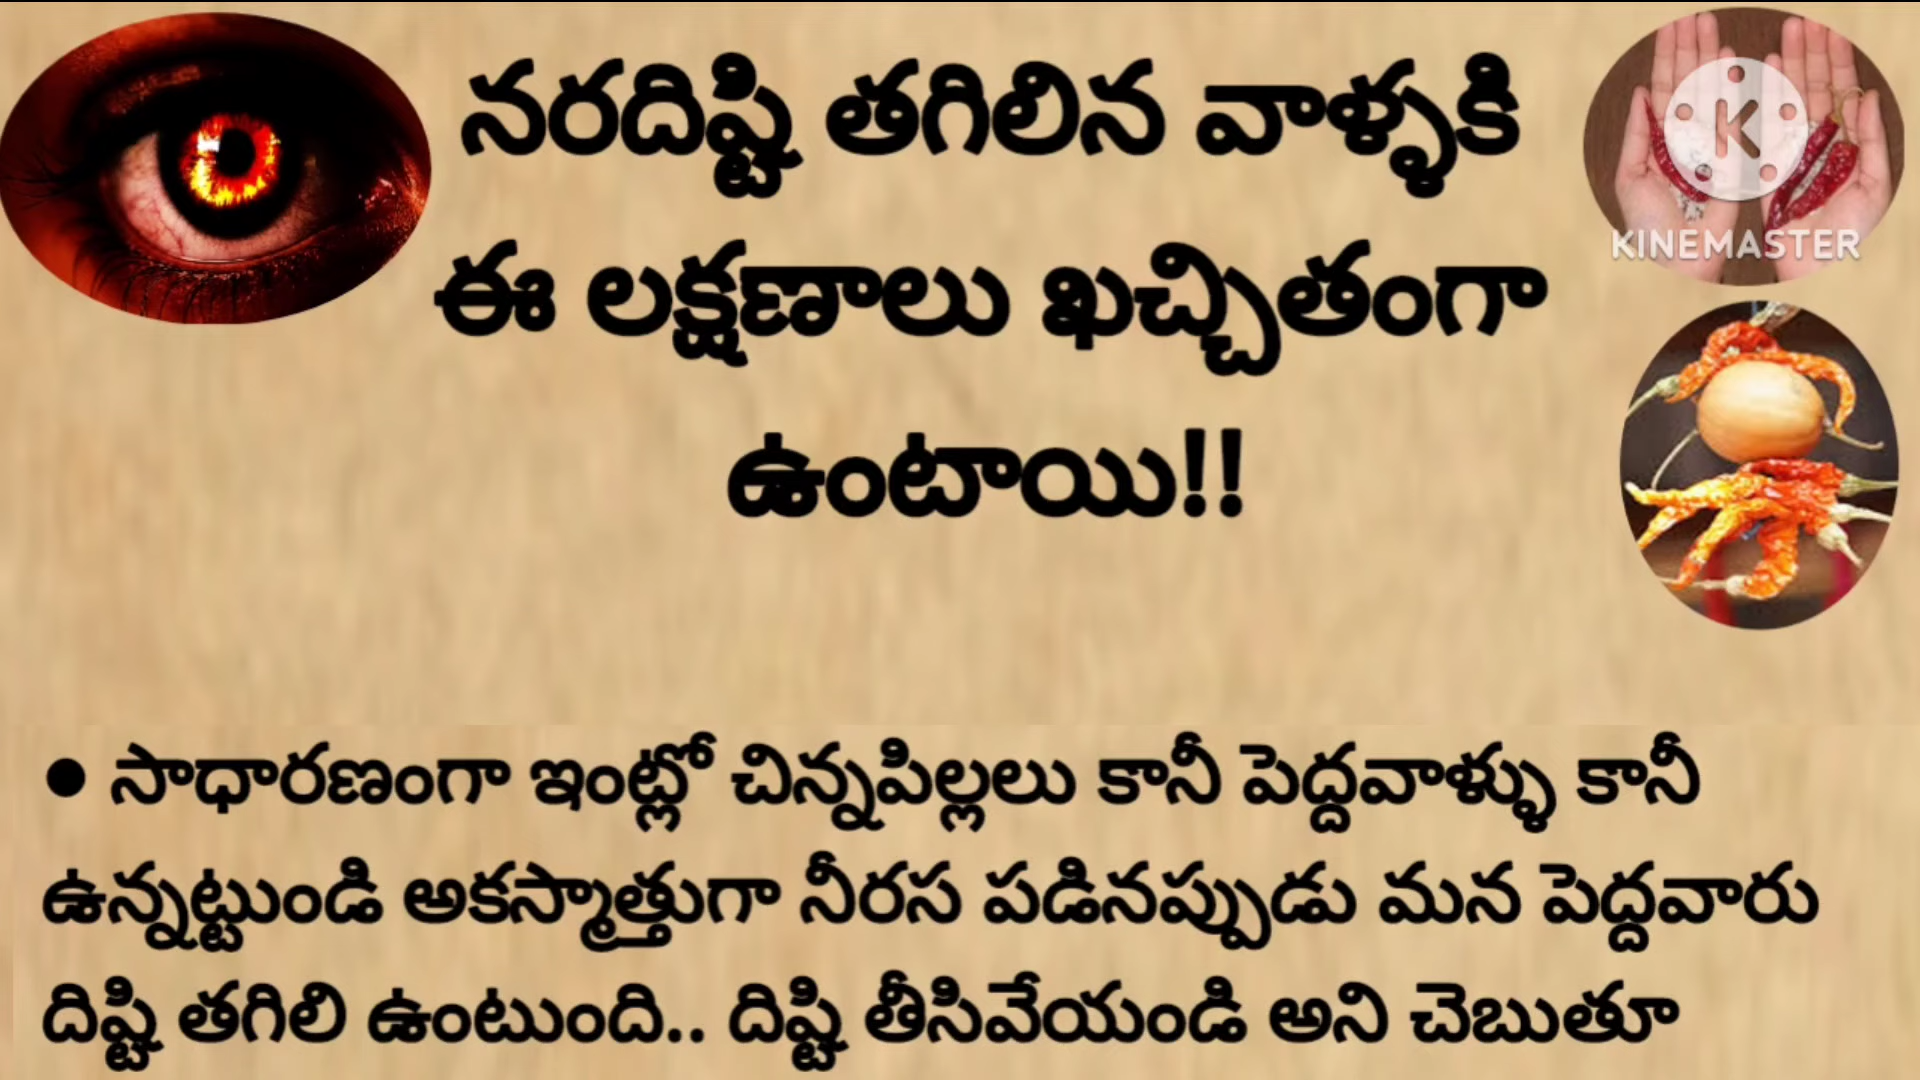 నరదిష్టి తగిలిన వాళ్ళకి
ఈ లక్షణాలు ఖచ్చితంగా
ఉంటాయి!!
K
KINEMASTER
● సాధారణంగా ఇంట్లో చిన్నపిల్లలు కానీ పెద్దవాళ్ళు కానీ
ఉన్నట్టుండి అకస్మాత్తుగా నీరస పడినప్పుడు మన పెద్దవారు
దిష్టి తగిలి ఉంటుంది.. దిష్టి తీసివేయండి అని చెబుతూ